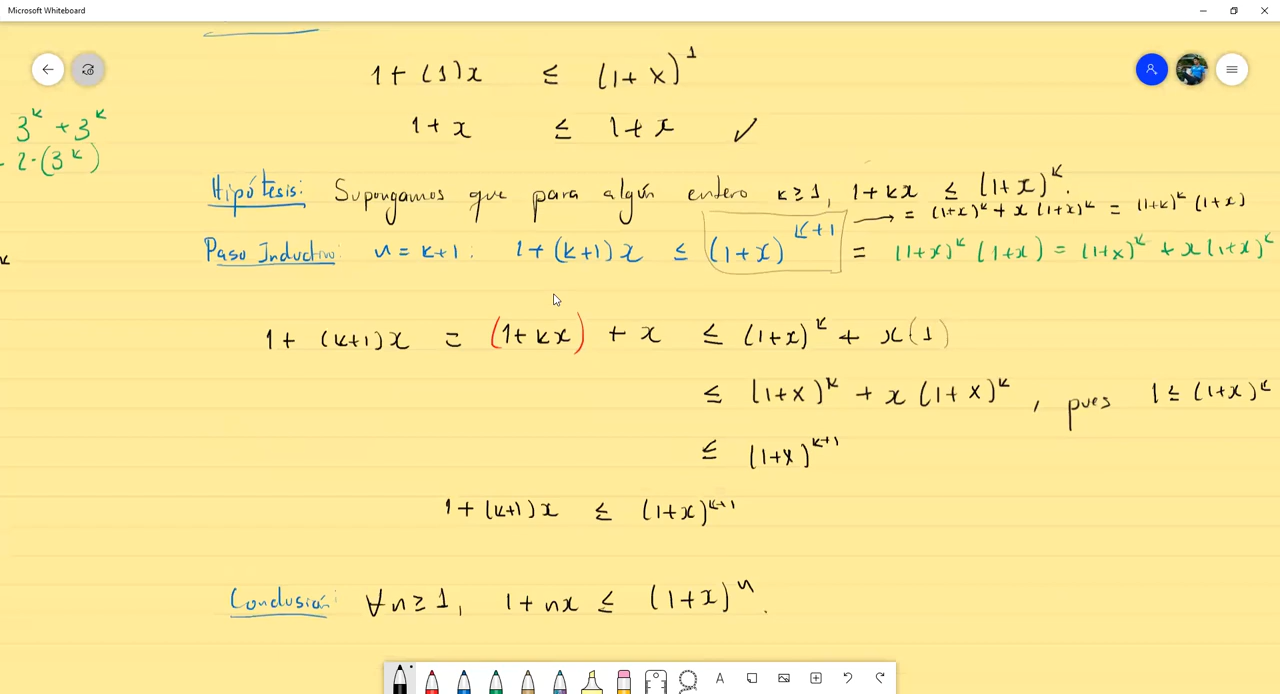 Microsoft Whiteboard
1 + (1)x ≤ (1+x)^1
1 + x ≤ 1 + x ✓
3^k + 3^k
2·(3^k)
Hipótesis: Supongamos que para algún entero k ≥ 1, 1 + kx ≤ (1+x)^k.
= (1+x)^k + x(1+x)^k = (1+x)^k (1+x)
Paso Inductivo: n = k+1: 1 + (k+1)x ≤ (1+x)^{k+1} = (1+x)^k (1+x) = (1+x)^k + x(1+x)^k
k
1 + (k+1)x = (1 + kx) + x ≤ (1+x)^k + x(1)
≤ (1+x)^k + x(1+x)^k, pues 1 ≤ (1+x)^k
≤ (1+x)^{k+1}
1 + (k+1)x ≤ (1+x)^{k+1}
Conclusión: ∀n ≥ 1, 1 + nx ≤ (1+x)^n.